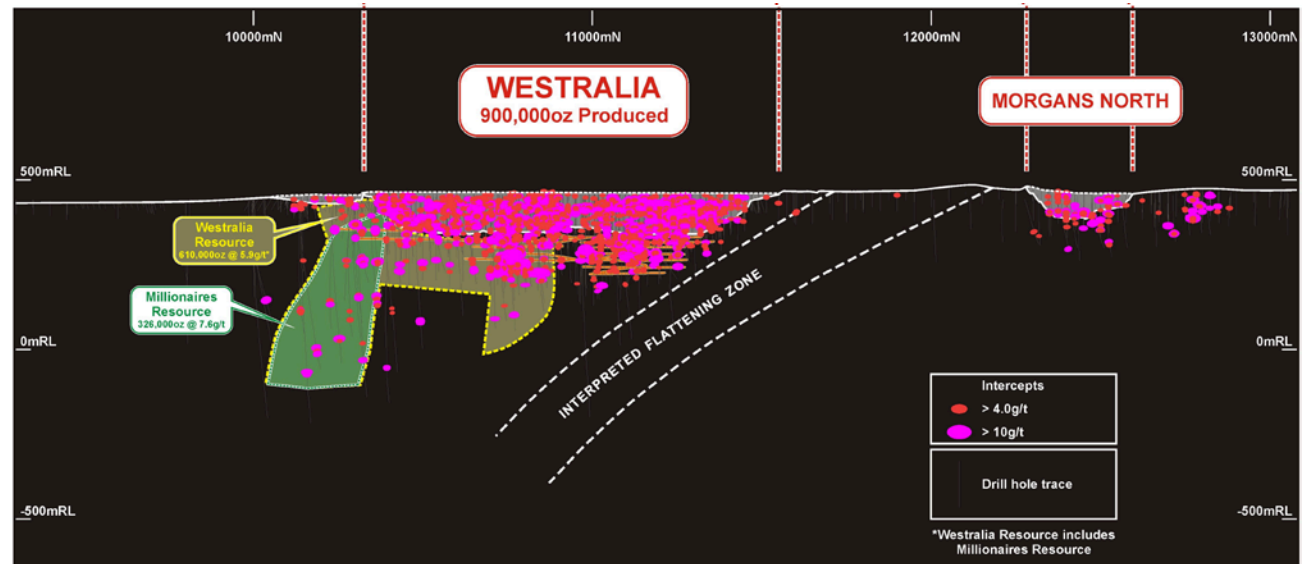 10000mN
11000mN
12000mN
13000mN
WESTRALIA
900,000oz Produced
MORGANS NORTH
500mRL
500mRL
Westralia
Resource
610,000oz @ 5.9g/t*
Millionaires
Resource
326,000oz @ 7.6g/t
0mRL
0mRL
INTERPRETED FLATTENING ZONE
Intercepts
> 4.0g/t
> 10g/t
Drill hole trace
-500mRL
-500mRL
*Westralia Resource includes
Millionaires Resource